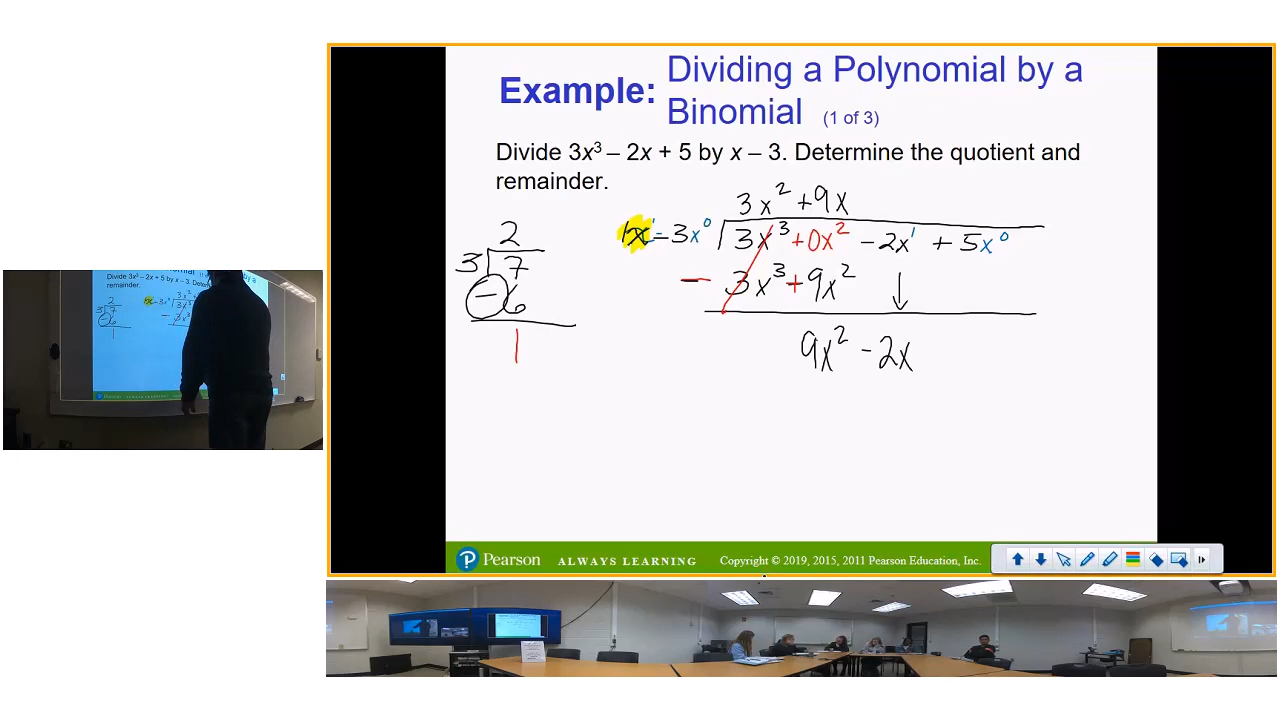 Example: Dividing a Polynomial by a
Binomial (1 of 3)
Divide 3x³ – 2x + 5 by x – 3. Determine the quotient and
remainder.
3x² +9x
1x¹ – 3x⁰ 3x³ +0x² – 2x¹ + 5x⁰
– 3x³ + 9x²
9x² – 2x
2
3 7
– 6
1
Pearson ALWAYS LEARNING Copyright © 2019, 2015, 2011 Pearson Education, Inc.